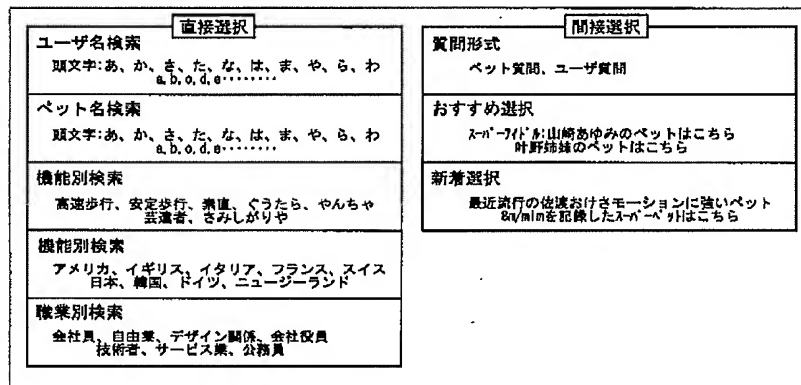 直接選択
ユーザ名検索
頭文字:あ、か、さ、た、な、は、ま、や、ら、わ
a,b,c,d,e・・・・・・・・
ペット名検索
頭文字:あ、か、さ、た、な、は、ま、や、ら、わ
a,b,c,d,e・・・・・・・・
機能別検索
高速歩行、安定歩行、素直、ぐうたら、やんちゃ
芸達者、さみしがりや
機能別検索
アメリカ、イギリス、イタリア、フランス、スイス
日本、韓国、ドイツ、ニュージーランド
職業別検索
会社員、自由業、デザイン関係、会社役員
技術者、サービス業、公務員
間接選択
質問形式
ペット質問、ユーザ質問
おすすめ選択
スーパーアイドル:山崎あゆみのペットはこちら
叶野姉妹のペットはこちら
新着選択
最近流行の佐渡おけさモーションに強いペット
8m/mimを記録したスーパーペットはこちら